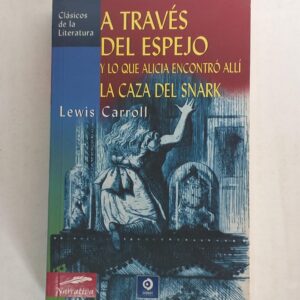 Clásicos
de la
Literatura
A TRAVÉS
DEL ESPEJO
Y LO QUE ALICIA ENCONTRÓ ALLÍ
LA CAZA DEL SNARK
Lewis Carroll
Narrativa